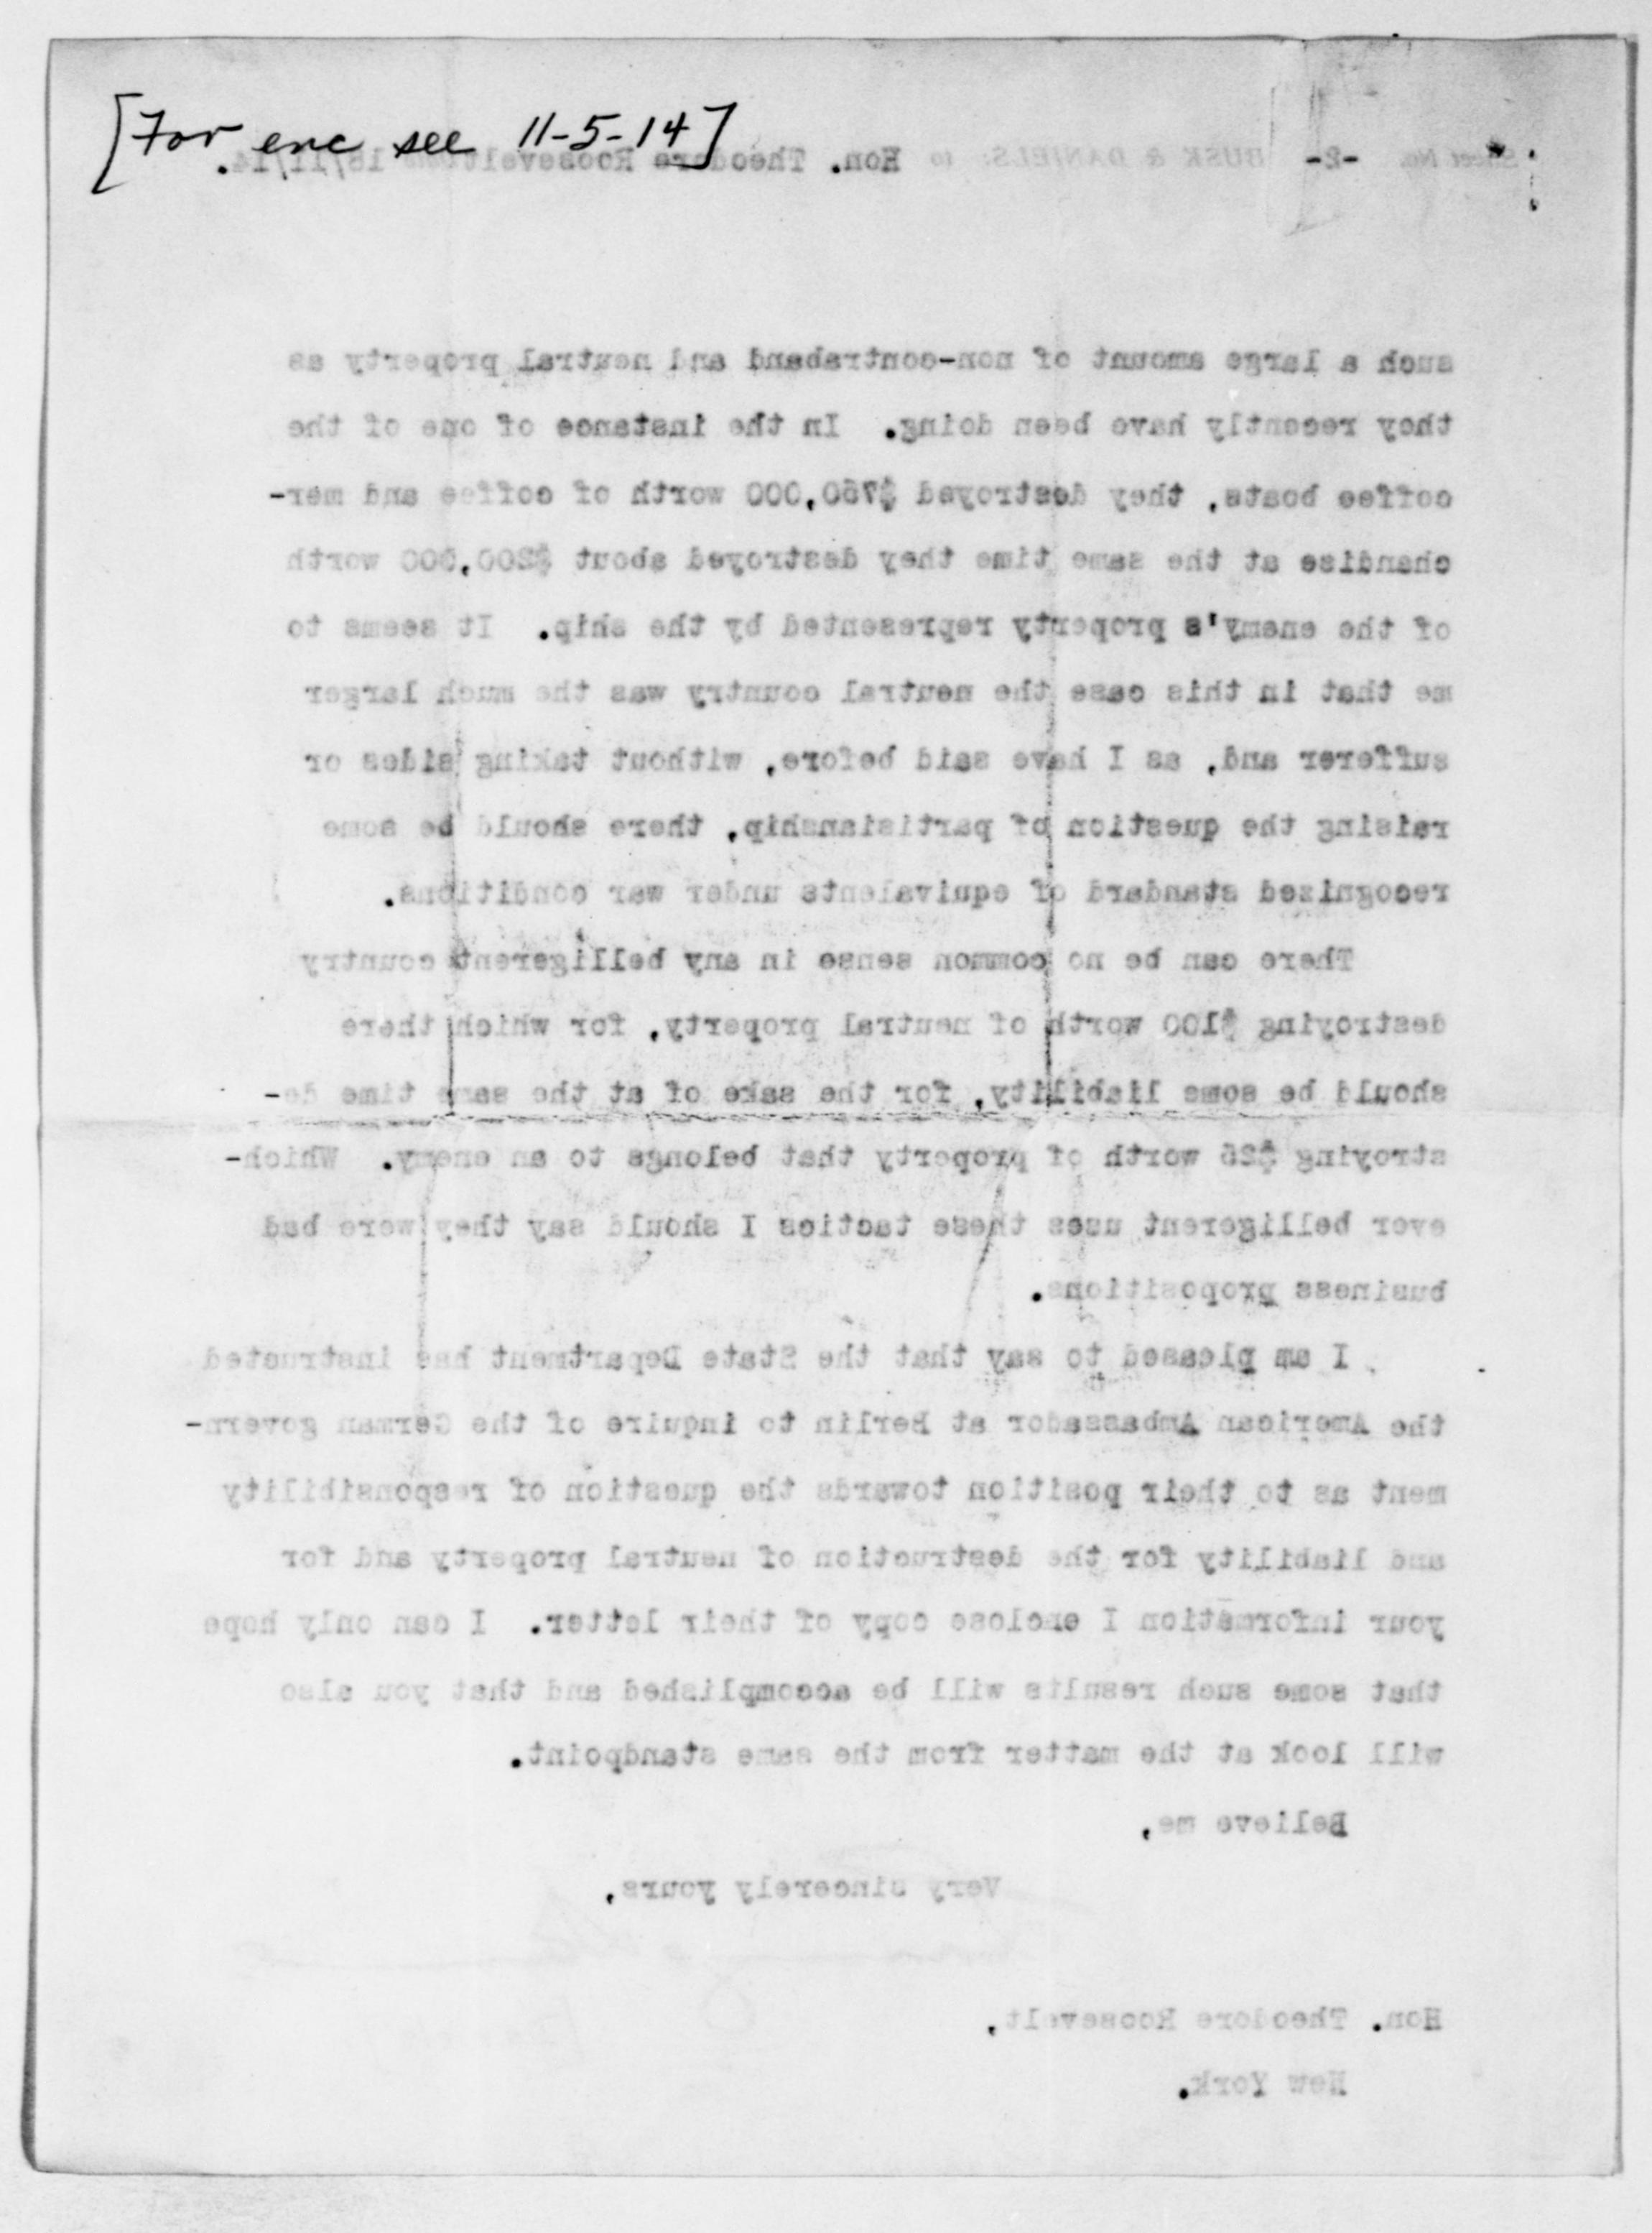 [For enc see 11-5-14]
Sheet No. -2- BUSK & DANIELS, to Hon. Theodore Roosevelt 18/11/14.
such a large amount of non-contraband and neutral property as
they recently have been doing. In the instance of one of the
coffee boats, they destroyed $760,000 worth of coffee and mer-
chandise at the same time they destroyed about $200,000 worth
of the enemy's property represented by the ship. It seems to
me that in this case the neutral country was the much larger
sufferer and, as I have said before, without taking sides or
raising the question of partisianship, there should be some
recognized standard of equivalents under war conditions.
There can be no common sense in any belligerent country
destroying $100 worth of neutral property, for which there
should be some liability, for the sake of at the same time de-
stroying $25 worth of property that belongs to an enemy. Which-
ever belligerent uses these tactics I should say they were bad
business propositions.
I am pleased to say that the State Department has instructed
the American Ambassador at Berlin to inquire of the German govern-
ment as to their position towards the question of responsibility
and liability for the destruction of neutral property and for
your information I enclose copy of their letter. I can only hope
that some such results will be accomplished and that you also
will look at the matter from the same standpoint.
Believe me,
Very sincerely yours,
Hon. Theodore Roosevelt,
New York.